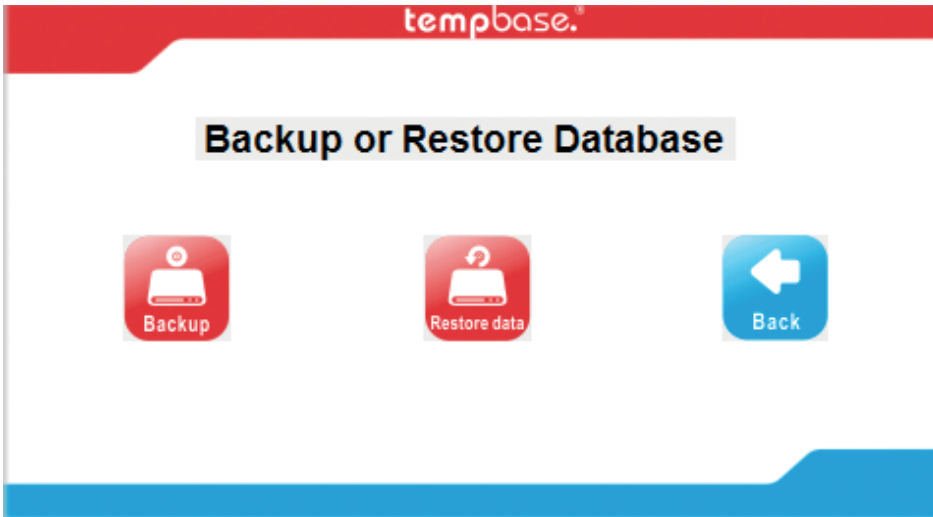 tempbase.®
Backup or Restore Database
Backup
Restore data
Back